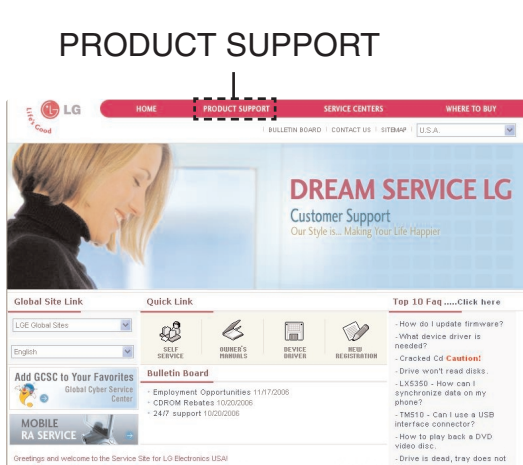 PRODUCT SUPPORT
Life's Good
LG
HOME PRODUCT SUPPORT SERVICE CENTERS WHERE TO BUY
BULLETIN BOARD CONTACT US SITEMAP U.S.A.
DREAM SERVICE LG
Customer Support
Our Style is... Making Your Life Happier
Global Site Link
LGE Global Sites
English
Add GCSC to Your Favorites
Global Cyber Service
Center
MOBILE
RA SERVICE
Quick Link
SELF
SERVICE
OWNER'S
MANUALS
DEVICE
DRIVER
NEW
REGISTRATION
Bulletin Board
- Employment Opportunities 11/17/2006
- CDROM Rebates 10/20/2006
- 24/7 support 10/20/2006
Top 10 Faq .....Click here
- How do I update firmware?
- What device driver is
needed?
- Cracked Cd Caution!
- Drive won't read disks.
- LX5350 - How can I
synchronize data on my
phone?
- TM510 - Can I use a USB
interface connector?
- How to play back a DVD
video disc.
- Drive is dead, tray does not
Greetings and welcome to the Service Site for LG Electronics USA!